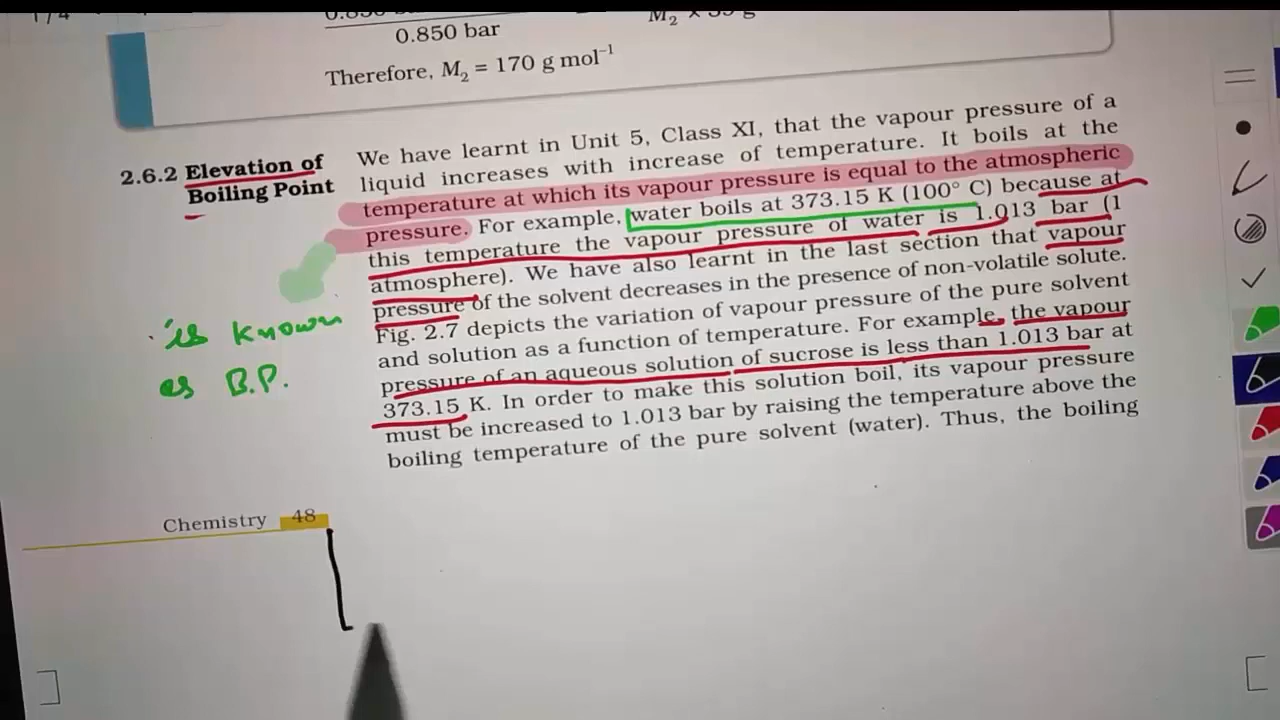 0.850 bar
Therefore, M₂ = 170 g mol⁻¹
2.6.2 Elevation of
Boiling Point
We have learnt in Unit 5, Class XI, that the vapour pressure of a
liquid increases with increase of temperature. It boils at the
temperature at which its vapour pressure is equal to the atmospheric
pressure. For example, water boils at 373.15 K (100° C) because at
this temperature the vapour pressure of water is 1.013 bar (1
atmosphere). We have also learnt in the last section that vapour
pressure of the solvent decreases in the presence of non-volatile solute.
Fig. 2.7 depicts the variation of vapour pressure of the pure solvent
and solution as a function of temperature. For example, the vapour
pressure of an aqueous solution of sucrose is less than 1.013 bar at
373.15 K. In order to make this solution boil, its vapour pressure
must be increased to 1.013 bar by raising the temperature above the
boiling temperature of the pure solvent (water). Thus, the boiling
is known
as B.P.
Chemistry 48